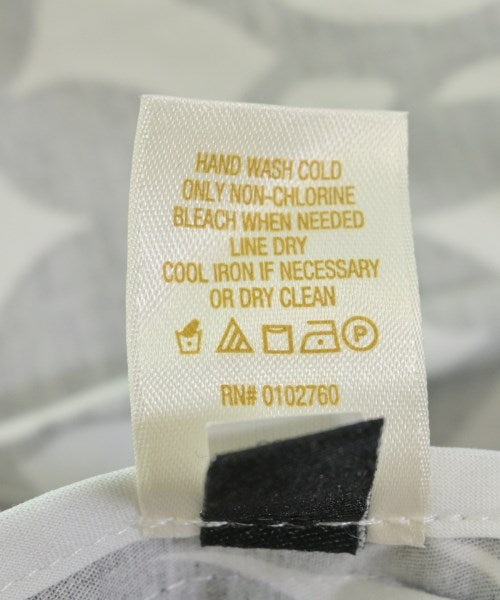 HAND WASH COLD
ONLY NON-CHLORINE
BLEACH WHEN NEEDED
LINE DRY
COOL IRON IF NECESSARY
OR DRY CLEAN
P
RN# 0102760